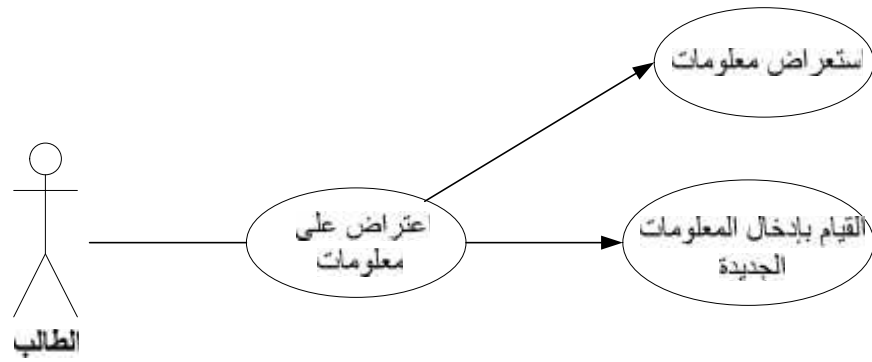 استعراض معلومات
اعتراض على
معلومات
القيام بإدخال المعلومات
الجديدة
الطالب